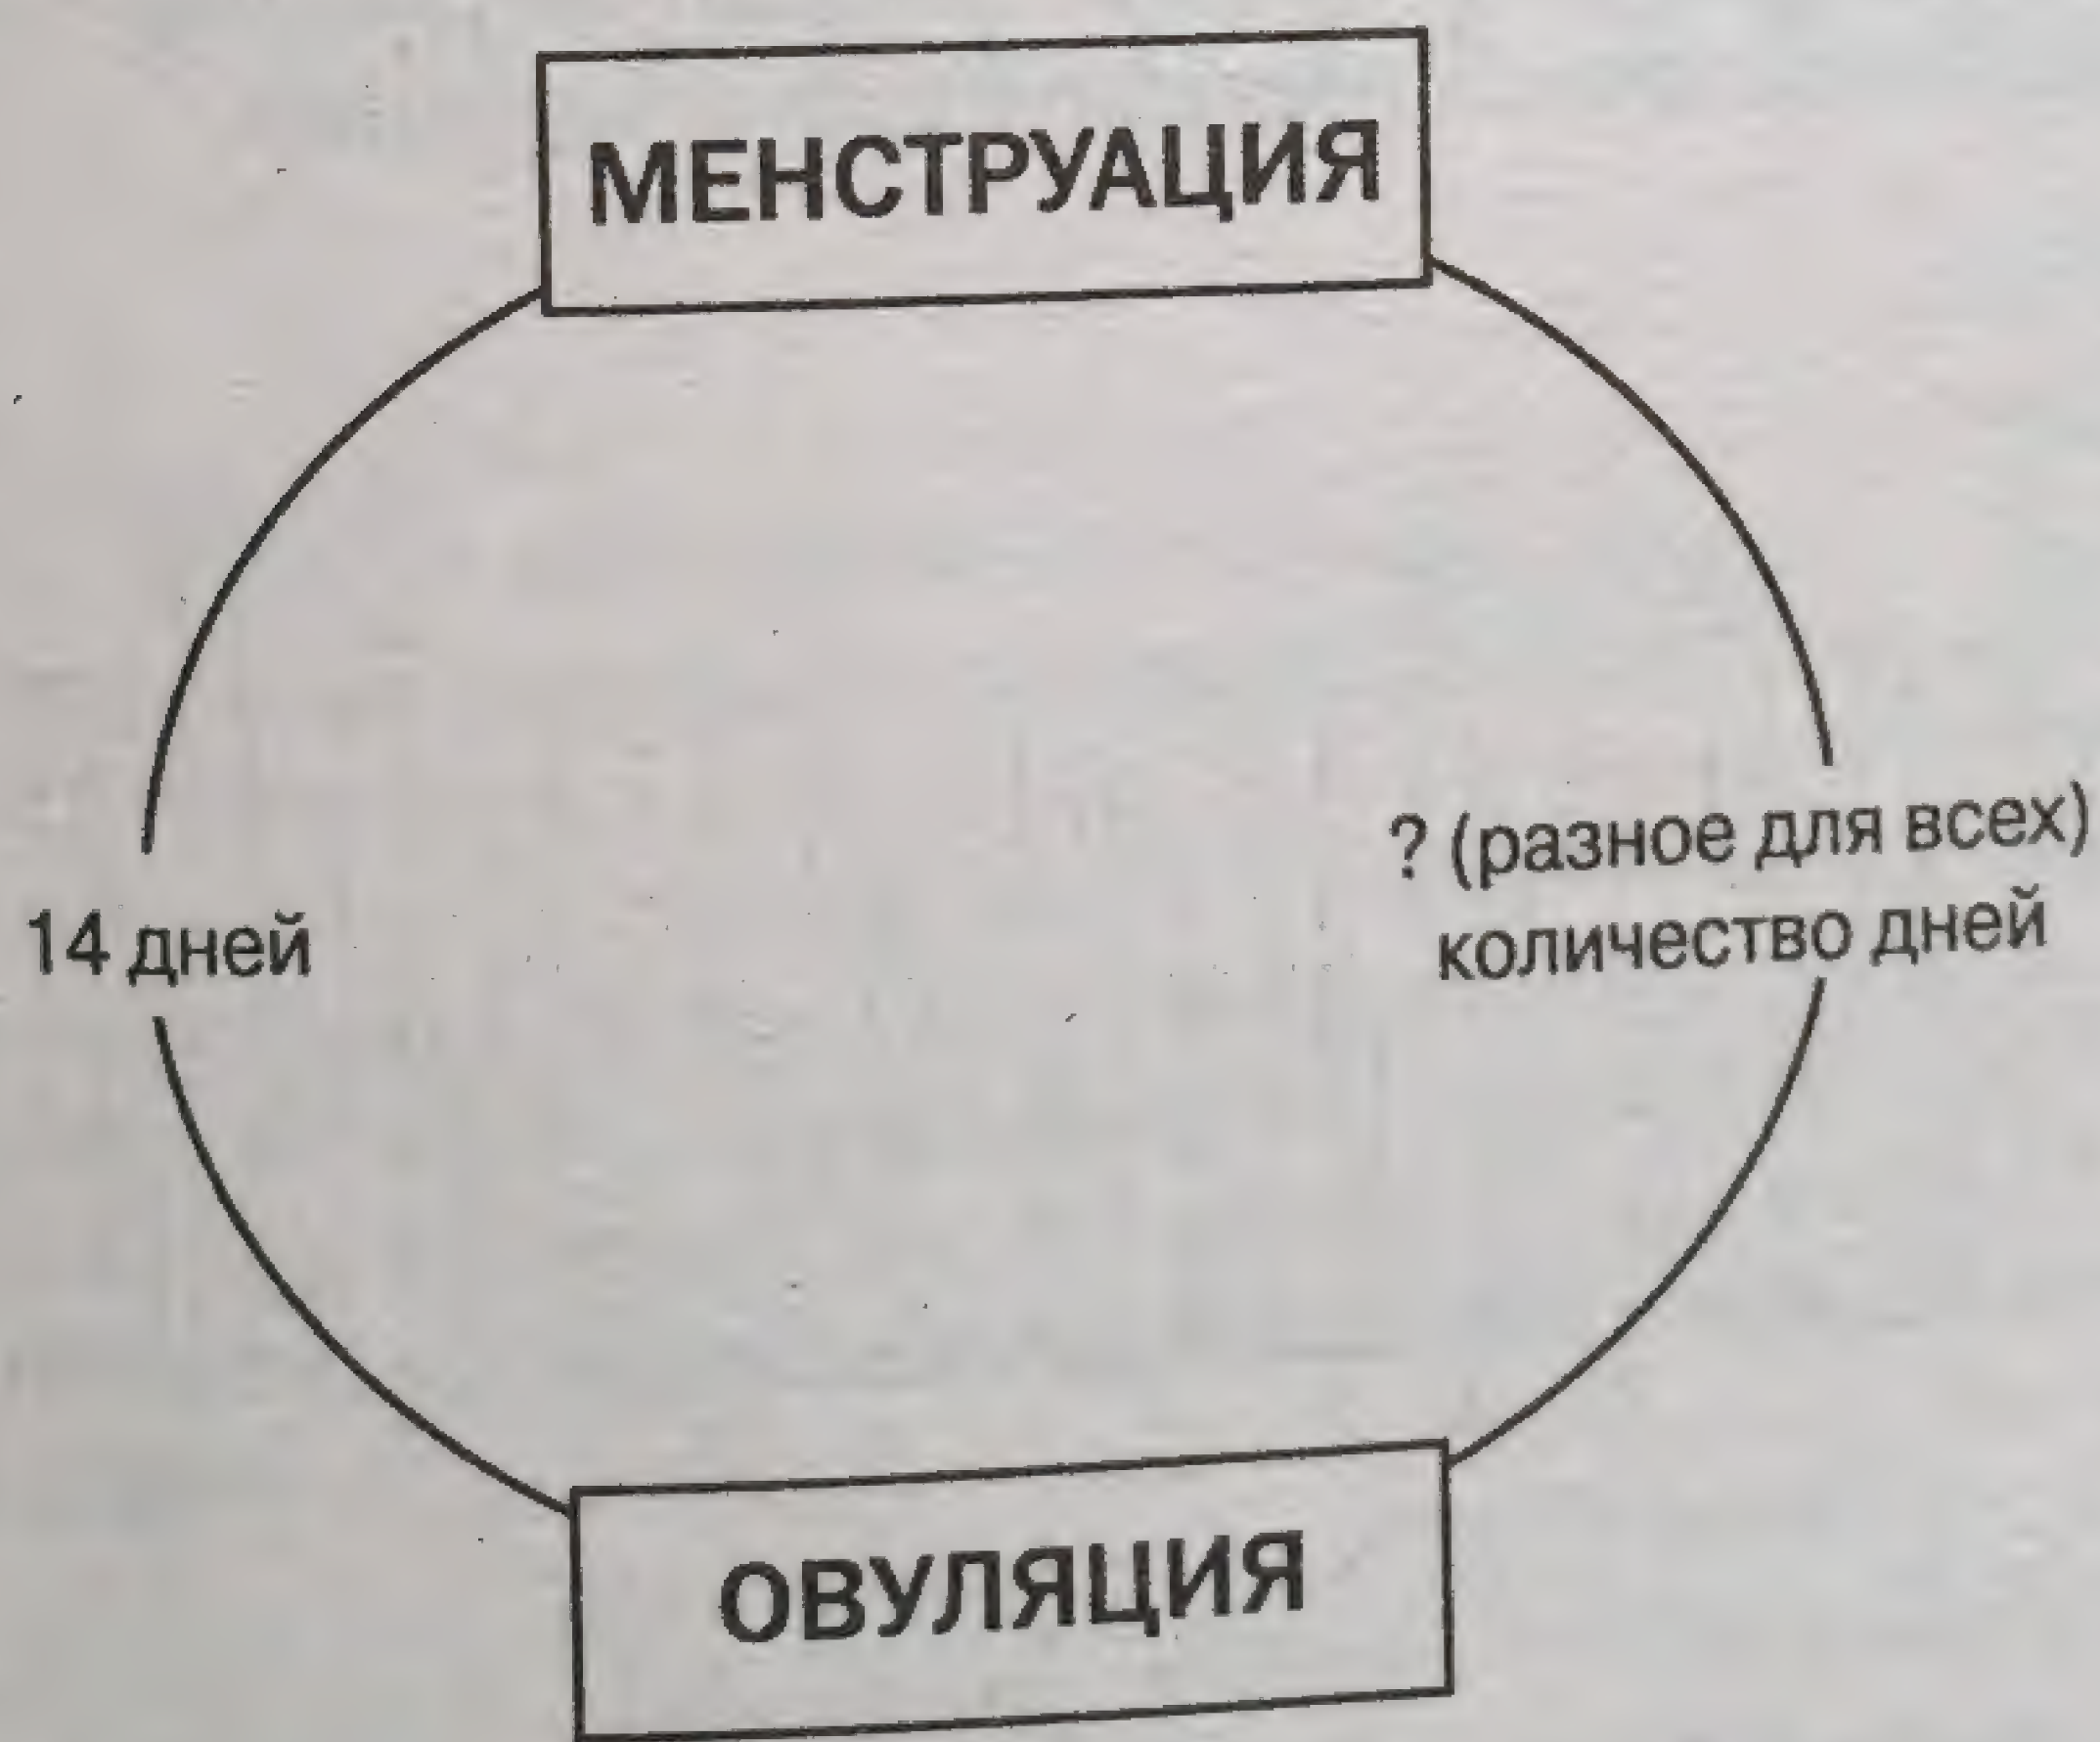 МЕНСТРУАЦИЯ
14 дней
? (разное для всех)
количество дней
ОВУЛЯЦИЯ